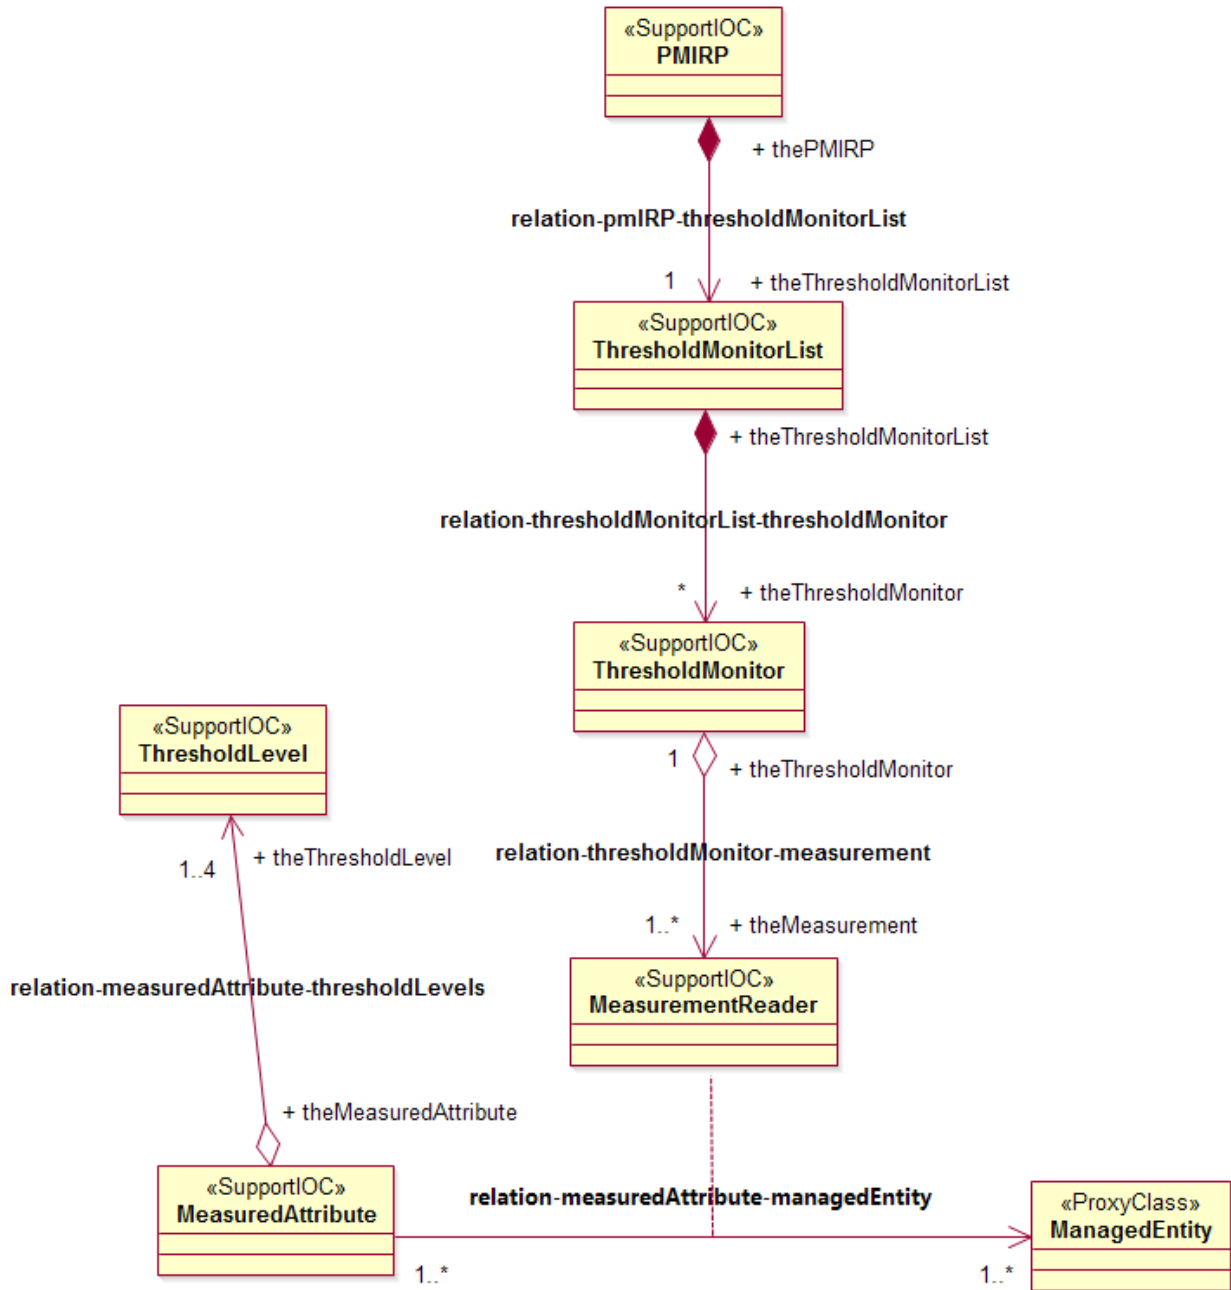 «SupportIOC»
PMIRP
+ thePMIRP
relation-pmIRP-thresholdMonitorList
1
+ theThresholdMonitorList
«SupportIOC»
ThresholdMonitorList
+ theThresholdMonitorList
relation-thresholdMonitorList-thresholdMonitor
*
+ theThresholdMonitor
«SupportIOC»
ThresholdMonitor
«SupportIOC»
ThresholdLevel
1
+ theThresholdMonitor
1..4
+ theThresholdLevel
relation-thresholdMonitor-measurement
1..*
+ theMeasurement
«SupportIOC»
MeasurementReader
relation-measuredAttribute-thresholdLevels
+ theMeasuredAttribute
«SupportIOC»
MeasuredAttribute
relation-measuredAttribute-managedEntity
«ProxyClass»
ManagedEntity
1..*
1..*